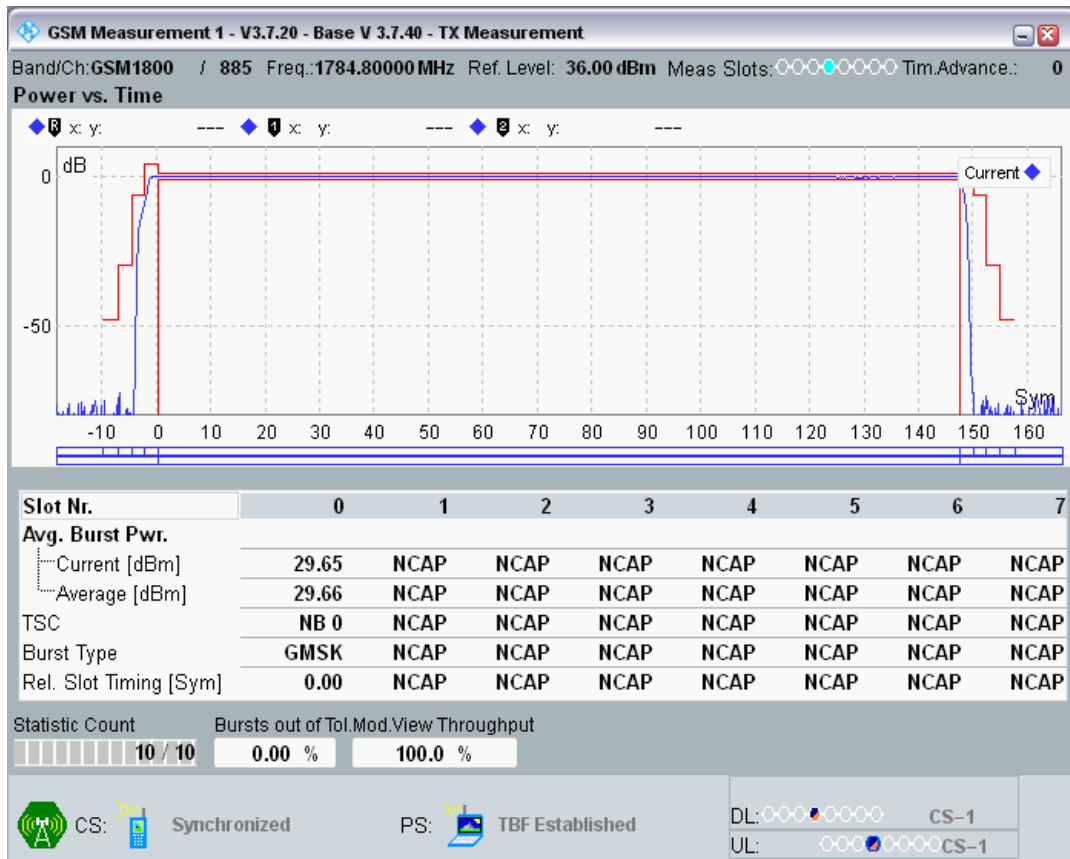 GSM Measurement 1 - V3.7.20 - Base V 3.7.40 - TX Measurement
Band/Ch:GSM1800 / 885 Freq.:1784.80000 MHz Ref. Level: 36.00 dBm Meas Slots: Tim.Advance.: 0
Power vs. Time
R x: y: --- 1 x: y: --- 2 x: y: ---
dB
Current
0
-50
Sym
-10 0 10 20 30 40 50 60 70 80 90 100 110 120 130 140 150 160
Slot Nr. 0 1 2 3 4 5 6 7
Avg. Burst Pwr.
Current [dBm] 29.65 NCAP NCAP NCAP NCAP NCAP NCAP NCAP
Average [dBm] 29.66 NCAP NCAP NCAP NCAP NCAP NCAP NCAP
TSC NB 0 NCAP NCAP NCAP NCAP NCAP NCAP NCAP
Burst Type GMSK NCAP NCAP NCAP NCAP NCAP NCAP NCAP
Rel. Slot Timing [Sym] 0.00 NCAP NCAP NCAP NCAP NCAP NCAP NCAP
Statistic Count Bursts out of Tol.Mod.View Throughput
10 / 10 0.00 % 100.0 %
CS: Synchronized PS: TBF Established
DL: CS-1
UL: CS-1